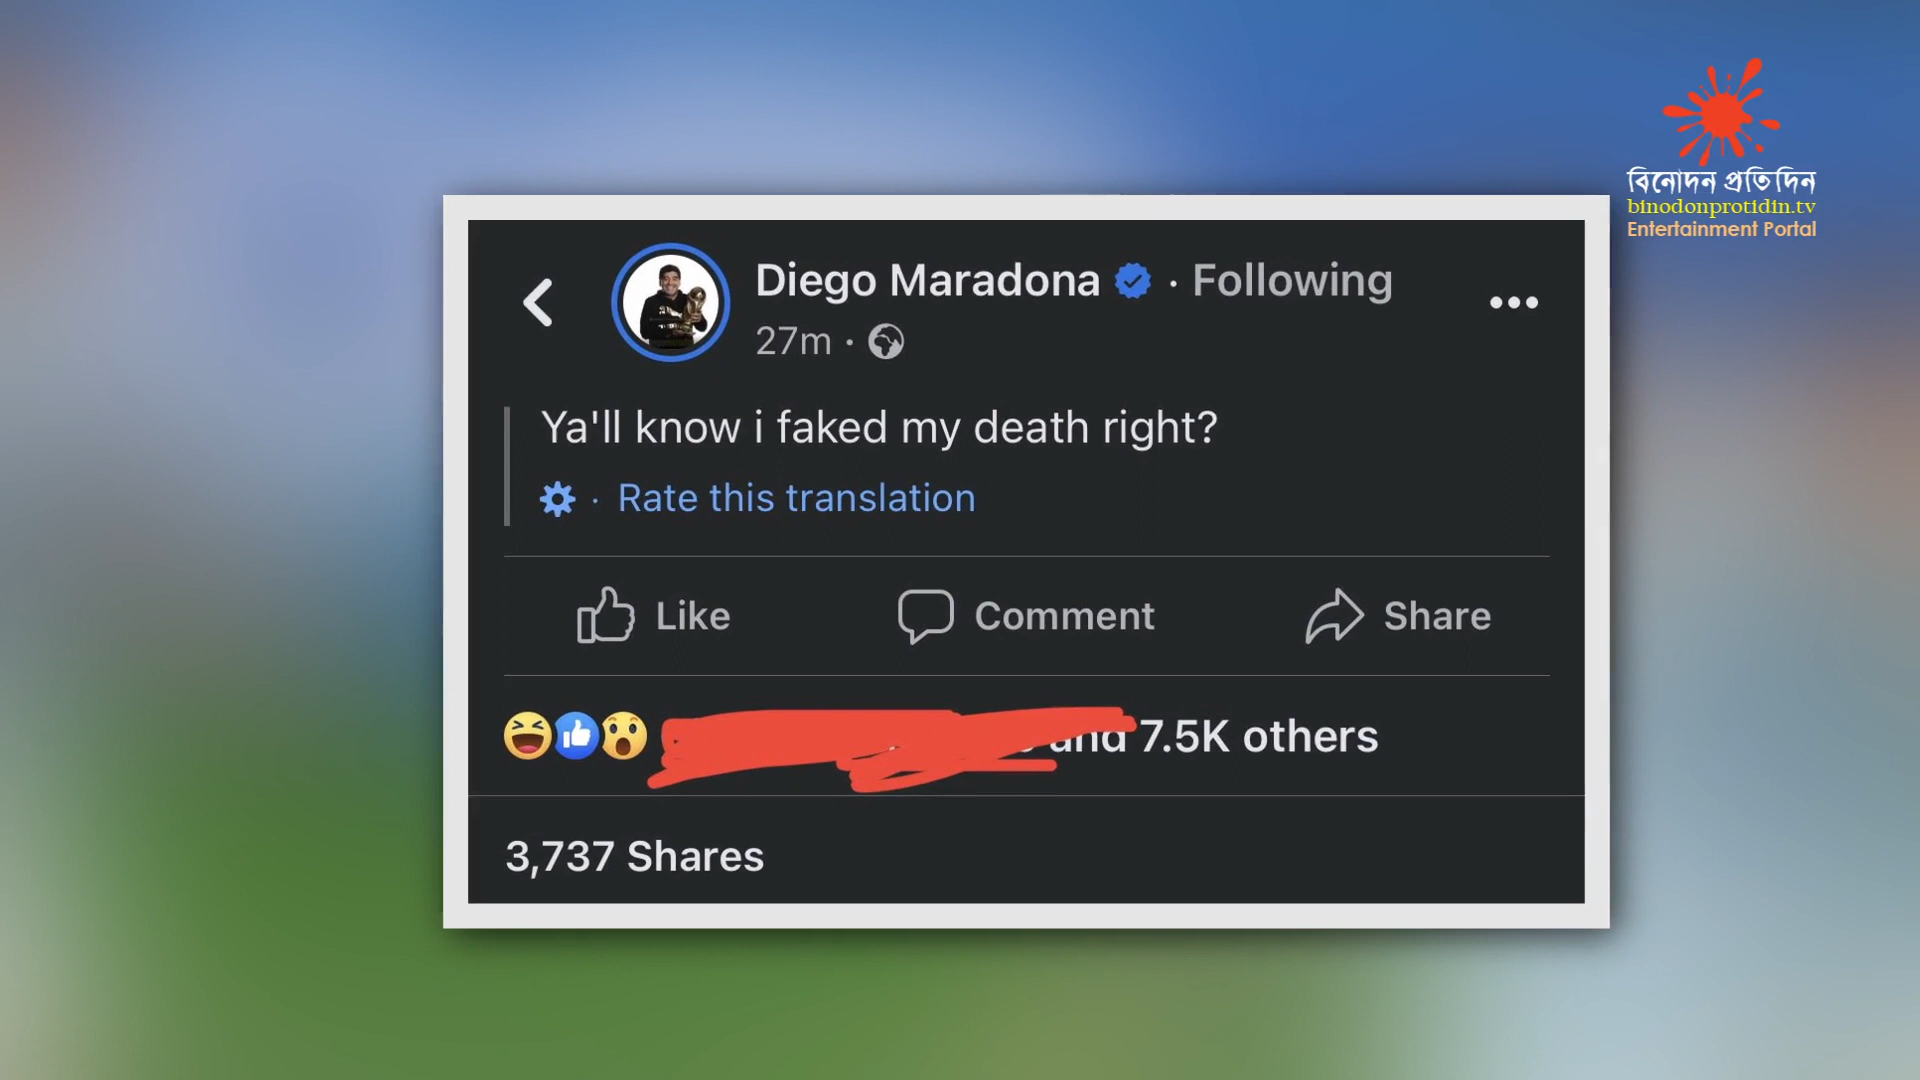 বিনোদন প্রতিদিন
binodonprotidin.tv
Entertainment Portal
Diego Maradona · Following
27m ·
Ya'll know i faked my death right?
· Rate this translation
Like Comment Share
and 7.5K others
3,737 Shares